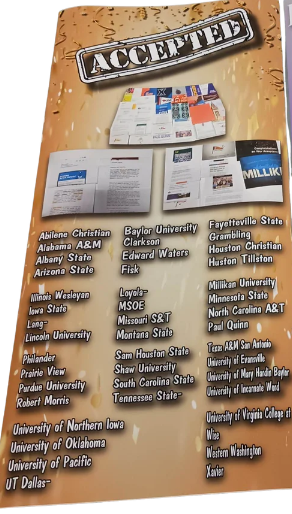 ACCEPTED
MILLIKI
Abilene Christian
Alabama A&M
Albany State
Arizona State
Baylor University
Clarkson
Edward Waters
Fisk
Fayetteville State
Grambling
Houston Christian
Huston Tillston
Illinois Wesleyan
Iowa State
Lang-
Lincoln University
Loyola-
MSOE
Missouri S&T
Montana State
Millikan University
Minnesota State
North Carolina A&T
Paul Quinn
Philander
Prairie View
Purdue University
Robert Morris
Sam Houston State
Shaw University
South Carolina State
Tennessee State-
Texas A&M San Antonio
University of Evansville
University of Mary Hardin Baylor
University of Incarnate Word
University of Northern Iowa
University of Oklahoma
University of Pacific
UT Dallas-
University of Virginia College at
Wise
Western Washington
Xavier